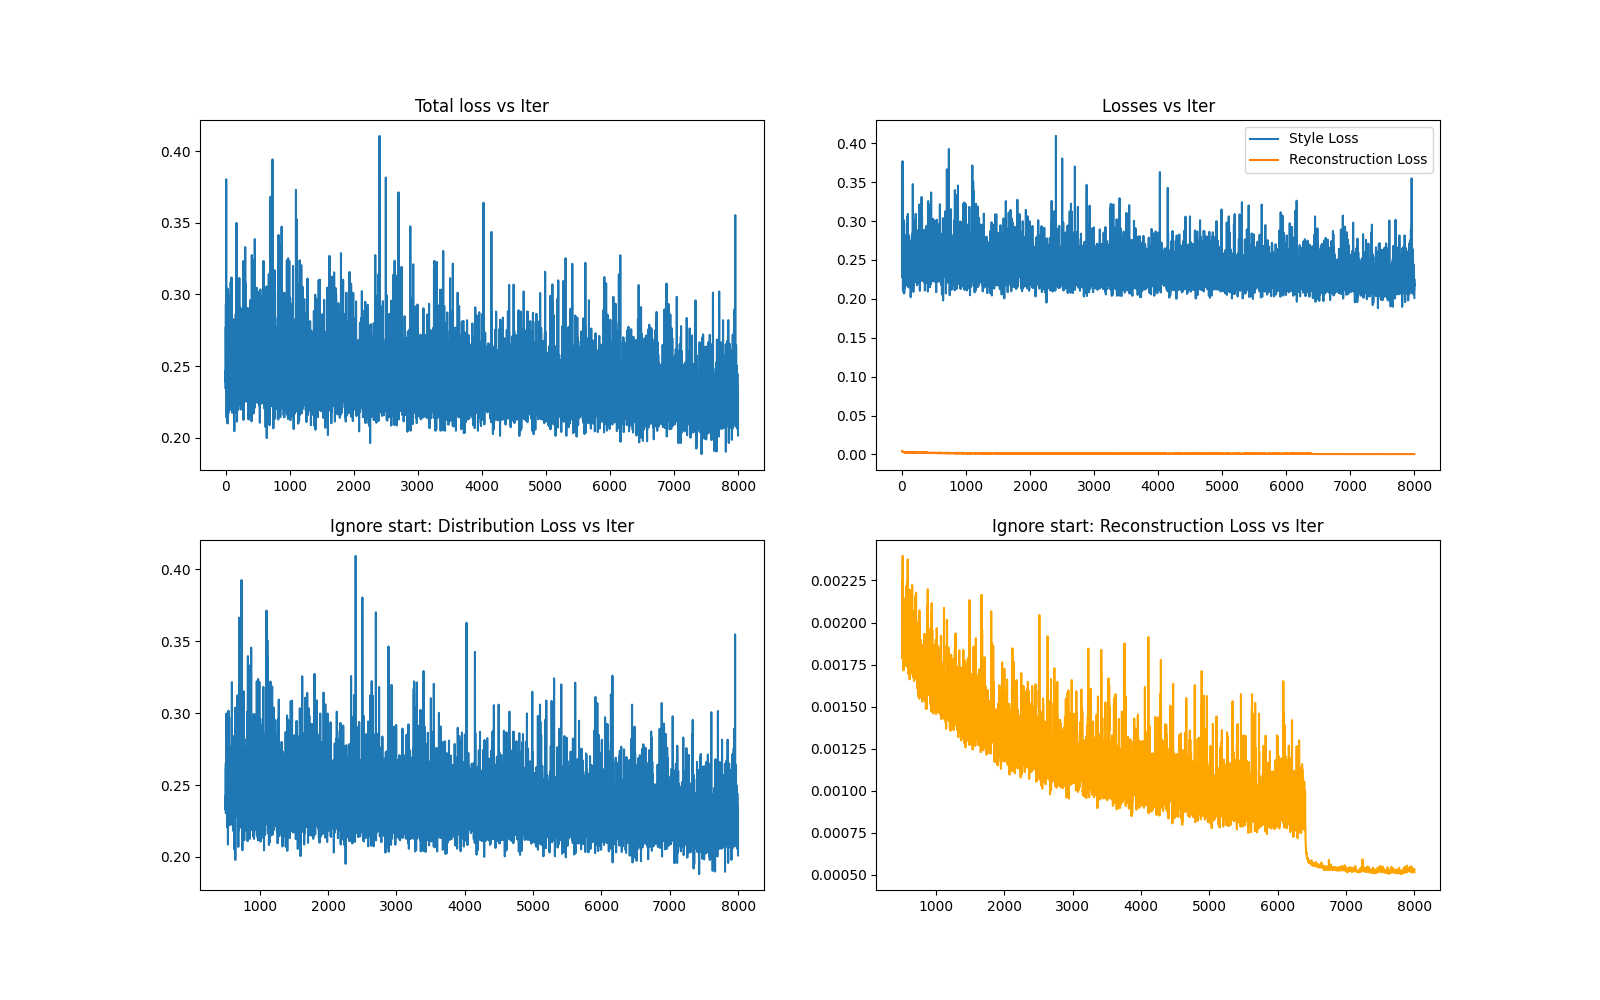 Total loss vs Iter
0.40
0.35
0.30
0.25
0.20
0 1000 2000 3000 4000 5000 6000 7000 8000
Losses vs Iter
Style Loss
Reconstruction Loss
0.40
0.35
0.30
0.25
0.20
0.15
0.10
0.05
0.00
0 1000 2000 3000 4000 5000 6000 7000 8000
Ignore start: Distribution Loss vs Iter
0.40
0.35
0.30
0.25
0.20
1000 2000 3000 4000 5000 6000 7000 8000
Ignore start: Reconstruction Loss vs Iter
0.00225
0.00200
0.00175
0.00150
0.00125
0.00100
0.00075
0.00050
1000 2000 3000 4000 5000 6000 7000 8000